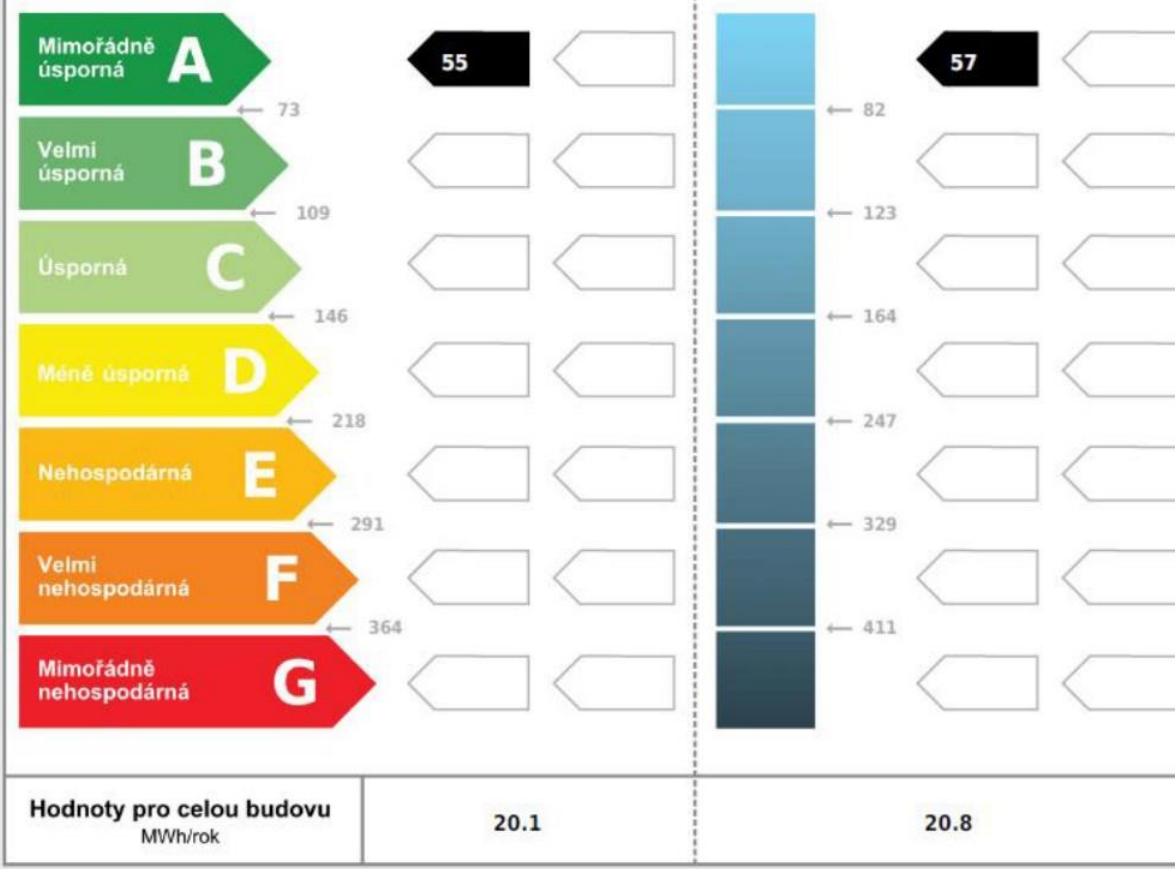 Mimořádně
úsporná
A
55
57
← 73
← 82
Velmi
úsporná
B
← 109
← 123
Úsporná
C
← 146
← 164
Méně úsporná
D
← 218
← 247
Nehospodárná
E
← 291
← 329
Velmi
nehospodárná
F
← 364
← 411
Mimořádně
nehospodárná
G
Hodnoty pro celou budovu
MWh/rok
20.1
20.8